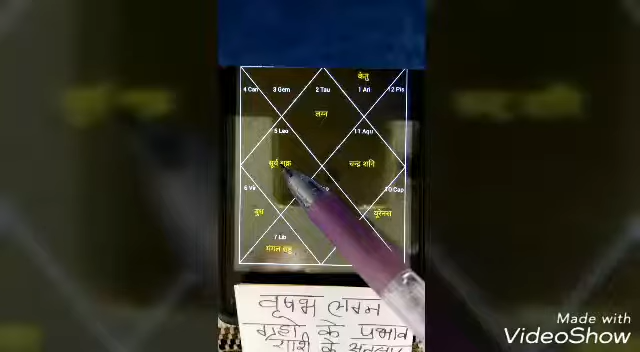 केतु
4 Can 3 Gem 2 Tau 1 Ari 12 Pis
लग्न
5 Leo 11 Aqu
सूर्य शुक्र चन्द्र शनि
6 Vir 10 Cap
बुध यूरेनस
7 Lib
मंगल राहु
वृषभ लग्न
ग्रहों के प्रभाव
राशि के
Made with
VideoShow